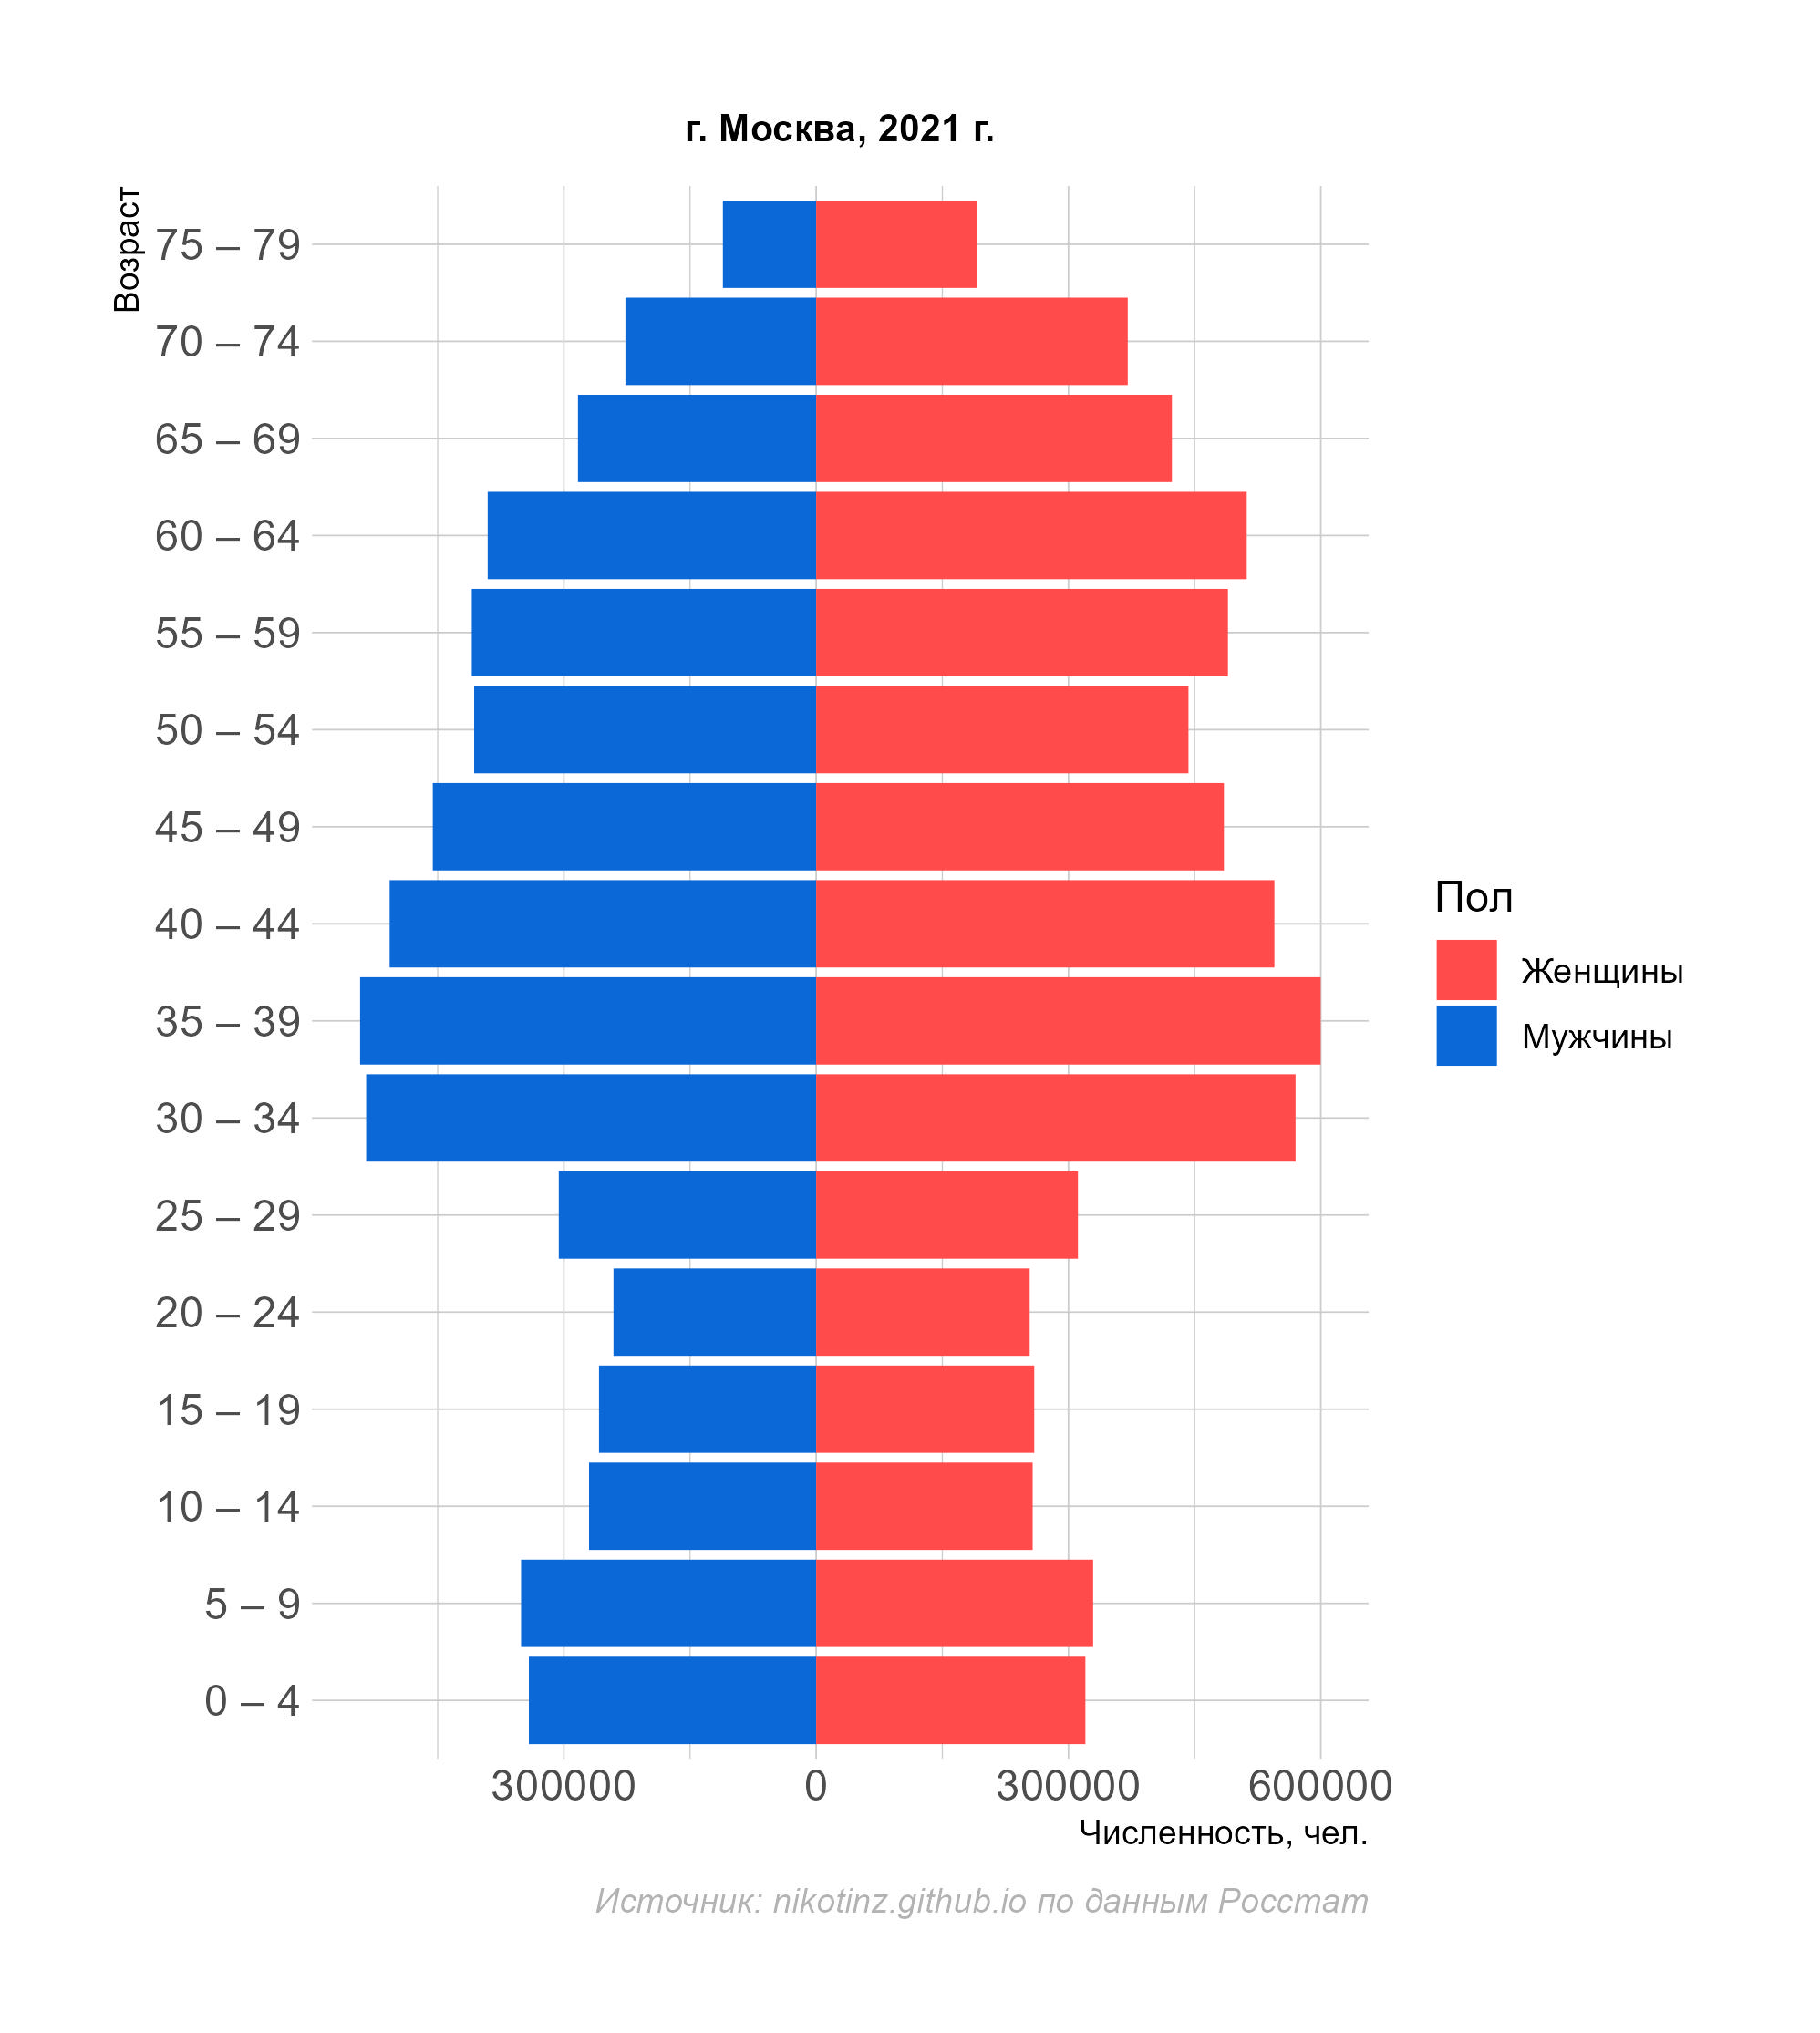 г. Москва, 2021 г.
Возраст
75 – 79
70 – 74
65 – 69
60 – 64
55 – 59
50 – 54
45 – 49
40 – 44
35 – 39
30 – 34
25 – 29
20 – 24
15 – 19
10 – 14
5 – 9
0 – 4
300000 0 300000 600000
Численность, чел.
Пол
Женщины
Мужчины
Источник: nikotinz.github.io по данным Росстат